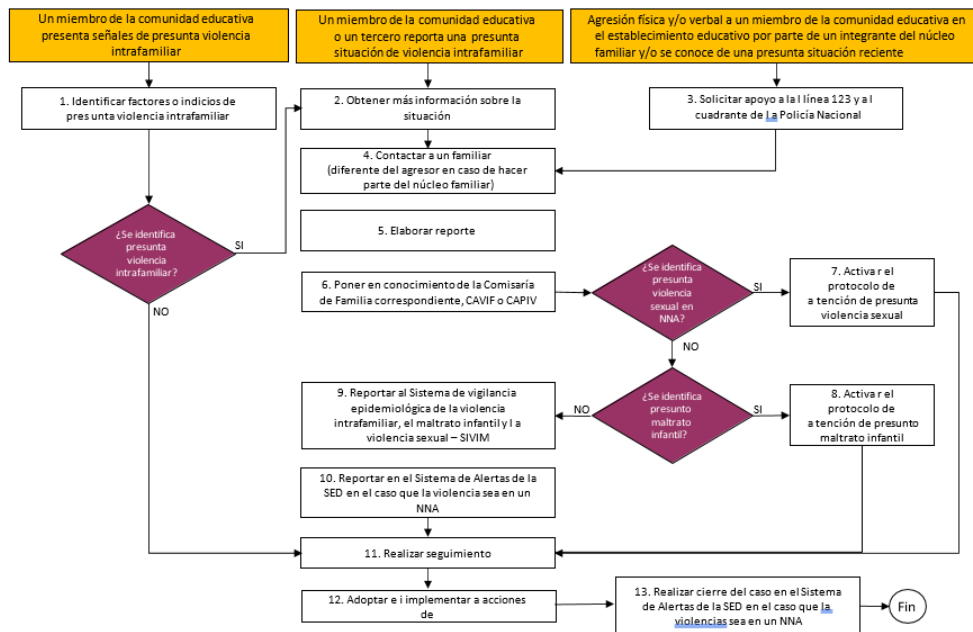 Un miembro de la comunidad educativa
presenta señales de presunta violencia
intrafamiliar
Un miembro de la comunidad educativa
o un tercero reporta una presunta
situación de violencia intrafamiliar
Agresión física y/o verbal a un miembro de la comunidad educativa en
el establecimiento educativo por parte de un integrante del núcleo
familiar y/o se conoce de una presunta situación reciente
1. Identificar factores o indicios de
pres unta violencia intrafamiliar
2. Obtener más información sobre la
situación
3. Solicitar apoyo a la l línea 123 y a l
cuadrante de La Policía Nacional
4. Contactar a un familiar
(diferente del agresor en caso de hacer
parte del núcleo familiar)
¿Se identifica
presunta
violencia
intrafamiliar?
SI
NO
5. Elaborar reporte
6. Poner en conocimiento de la Comisaría
de Familia correspondiente, CAVIF o CAPIV
¿Se identifica
presunta
violencia
sexual en
NNA?
SI
NO
7. Activa r el
protocolo de
a tención de presunta
violencia sexual
9. Reportar al Sistema de vigilancia
epidemiológica de la violencia
intrafamiliar, el maltrato infantil y l a
violencia sexual – SIVIM
NO
¿Se identifica
presunto
maltrato
infantil?
SI
8. Activa r el
protocolo de
a tención de presunto
maltrato infantil
10. Reportar en el Sistema de Alertas de la
SED en el caso que la violencia sea en un
NNA
11. Realizar seguimiento
12. Adoptar e i implementar a acciones
de
13. Realizar cierre del caso en el Sistema
de Alertas de la SED en el caso que la
violencias sea en un NNA
Fin